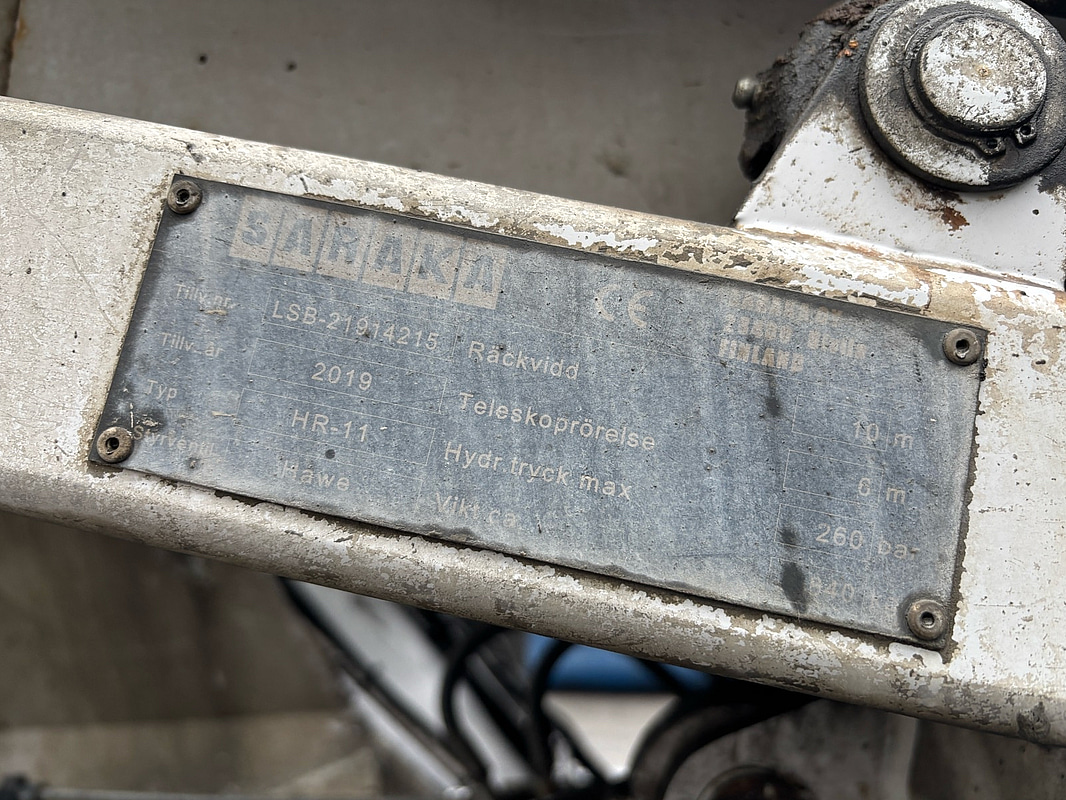 SARAKA
CE
FINLAND
Tillv.nr. LSB-21914215 Räckvidd 10 m
Tillv. år 2019 Teleskoprörelse 6 m
Typ HR-11 Hydr tryck max 260 bar
Styrventil Hawe Vikt ca